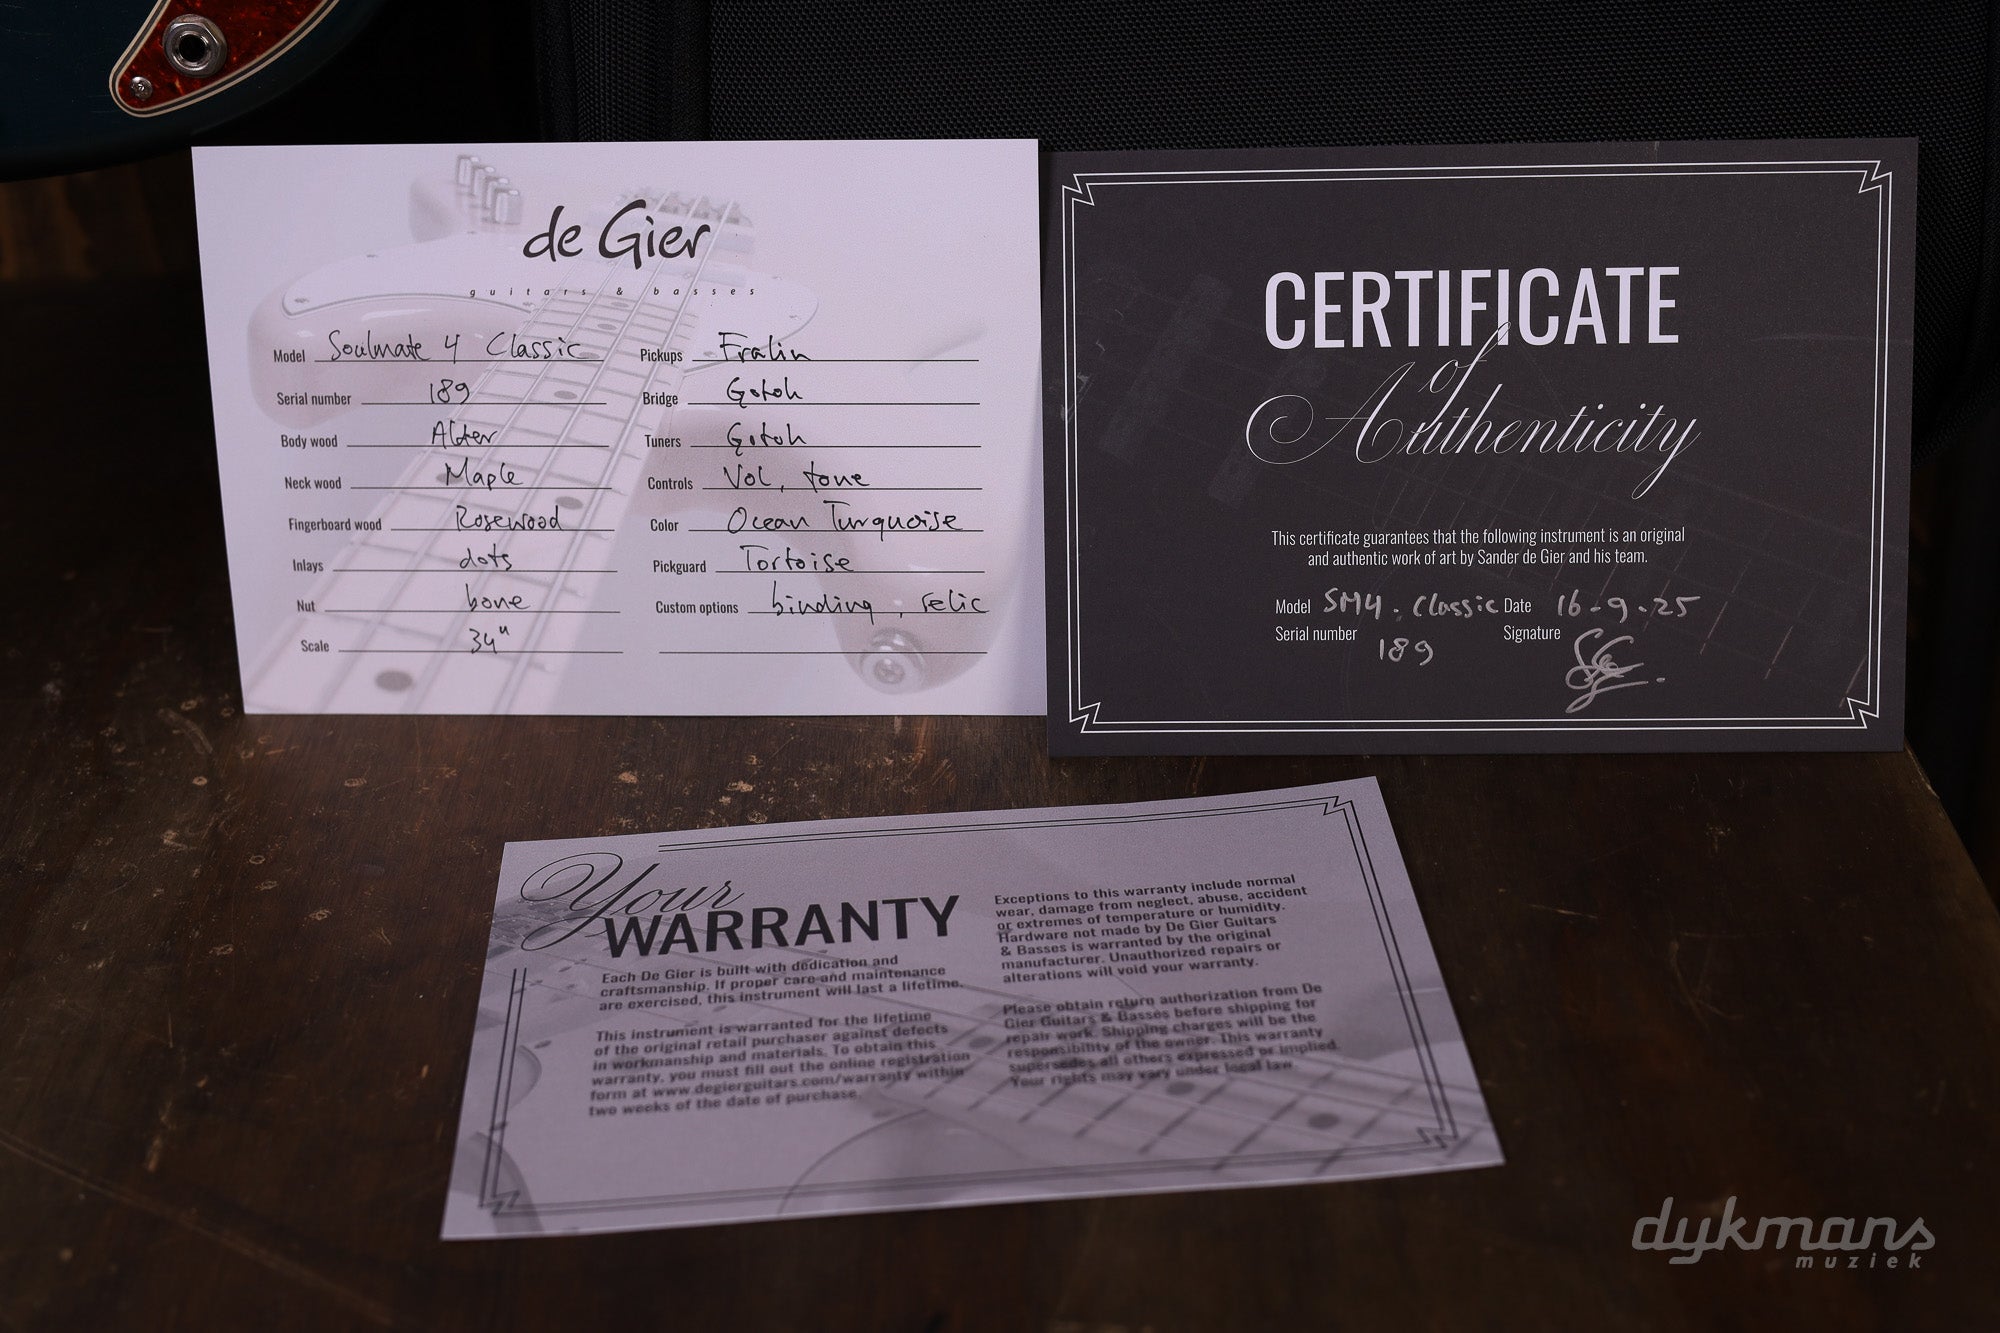 de Gier
guitars & basses
Model Soulmate 4 Classic
Serial number 189
Body wood Alder
Neck wood Maple
Fingerboard wood Rosewood
Inlays dots
Nut bone
Scale 34"
Pickups Fralin
Bridge Gotoh
Tuners Gotoh
Controls Vol, tone
Color Ocean Turquoise
Pickguard Tortoise
Custom options binding, relic
CERTIFICATE
of
Authenticity
This certificate guarantees that the following instrument is an original
and authentic work of art by Sander de Gier and his team.
Model SM4. Classic Date 16-9-25
Serial number 189 Signature
Your
WARRANTY
Each De Gier is built with dedication and
craftsmanship. If proper care and maintenance
are exercised, this instrument will last a lifetime.
This instrument is warranted for the lifetime
of the original retail purchaser against defects
in workmanship and materials. To obtain this
warranty, you must fill out the online registration
form at www.degierguitars.com/warranty within
two weeks of the date of purchase.
Exceptions to this warranty include normal
wear, damage from neglect, abuse, accident
or extremes of temperature or humidity.
Hardware not made by De Gier Guitars
& Basses is warranted by the original
manufacturer. Unauthorized repairs or
alterations will void your warranty.
Please obtain return authorization from De
Gier Guitars & Basses before shipping for
repair work. Shipping charges will be the
responsibility of the owner. This warranty
supersedes all others expressed or implied.
Your rights may vary under local law.
dykmans
muziek